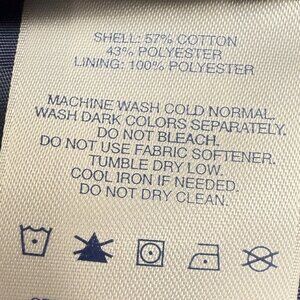 SHELL: 57% COTTON
43% POLYESTER
LINING: 100% POLYESTER
MACHINE WASH COLD NORMAL.
WASH DARK COLORS SEPARATELY.
DO NOT BLEACH.
DO NOT USE FABRIC SOFTENER.
TUMBLE DRY LOW.
COOL IRON IF NEEDED.
DO NOT DRY CLEAN.